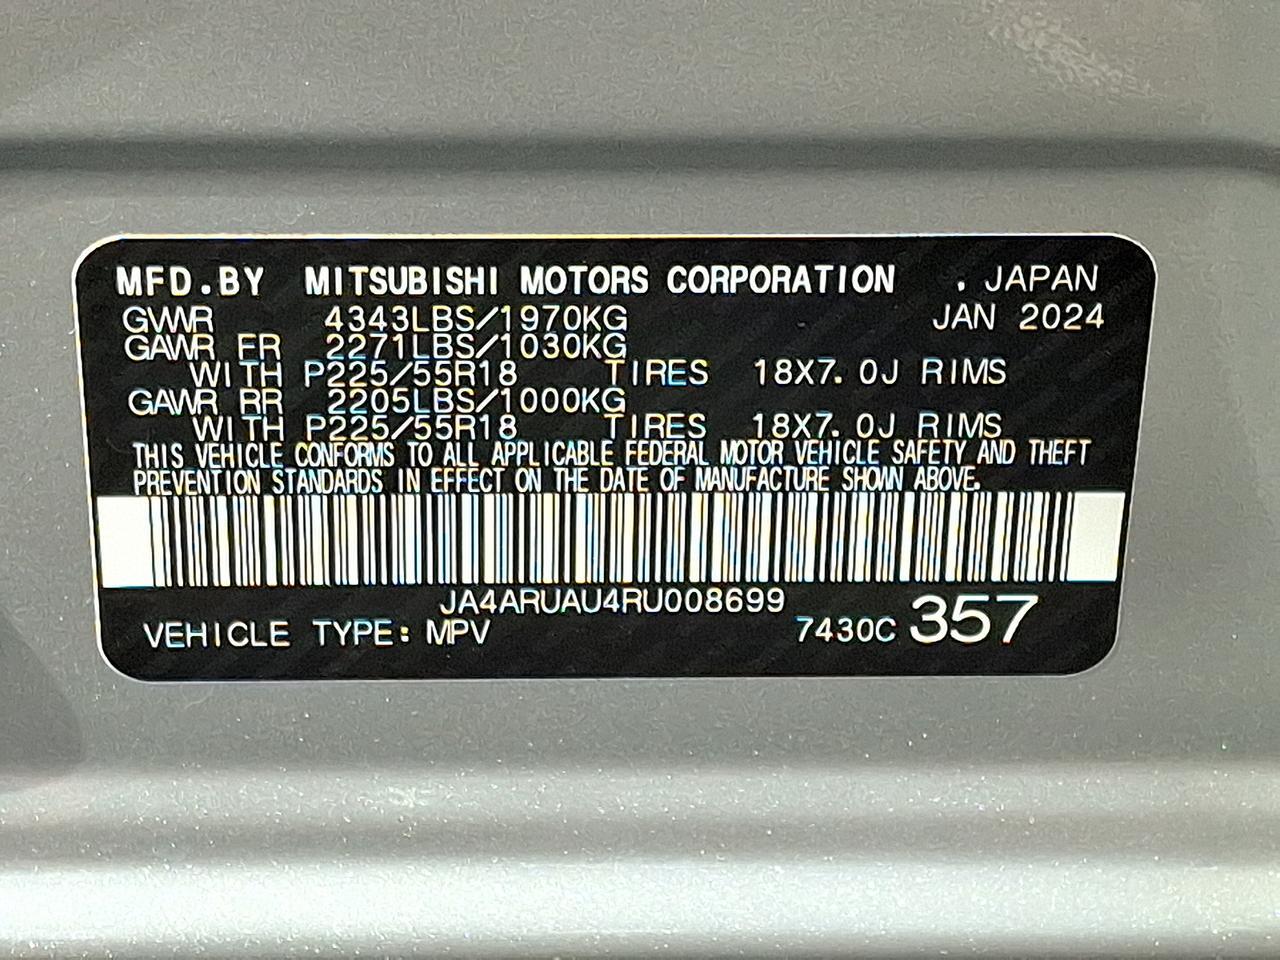 MFD.BY MITSUBISHI MOTORS CORPORATION . JAPAN
GVWR 4343LBS/1970KG JAN 2024
GAWR FR 2271LBS/1030KG
WITH P225/55R18 TIRES 18X7.0J RIMS
GAWR RR 2205LBS/1000KG
WITH P225/55R18 TIRES 18X7.0J RIMS
THIS VEHICLE CONFORMS TO ALL APPLICABLE FEDERAL MOTOR VEHICLE SAFETY AND THEFT
PREVENTION STANDARDS IN EFFECT ON THE DATE OF MANUFACTURE SHOWN ABOVE.
JA4ARUAU4RU008699
VEHICLE TYPE: MPV 7430C 357